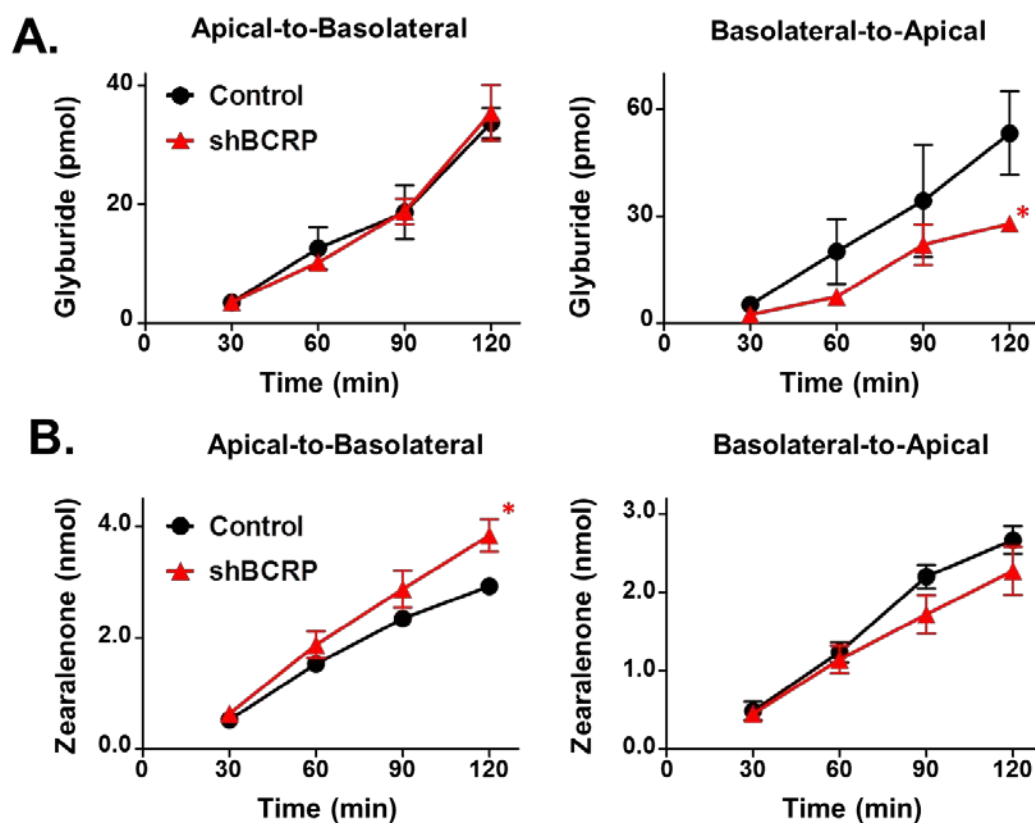 A.
Apical-to-Basolateral
Basolateral-to-Apical
Glyburide (pmol)
40
20
0
Control
shBCRP
0 30 60 90 120
Time (min)
Glyburide (pmol)
60
30
0
*
0 30 60 90 120
Time (min)
B.
Apical-to-Basolateral
Basolateral-to-Apical
Zearalenone (nmol)
4.0
2.0
0.0
Control
shBCRP
*
0 30 60 90 120
Time (min)
Zearalenone (nmol)
3.0
2.0
1.0
0.0
0 30 60 90 120
Time (min)